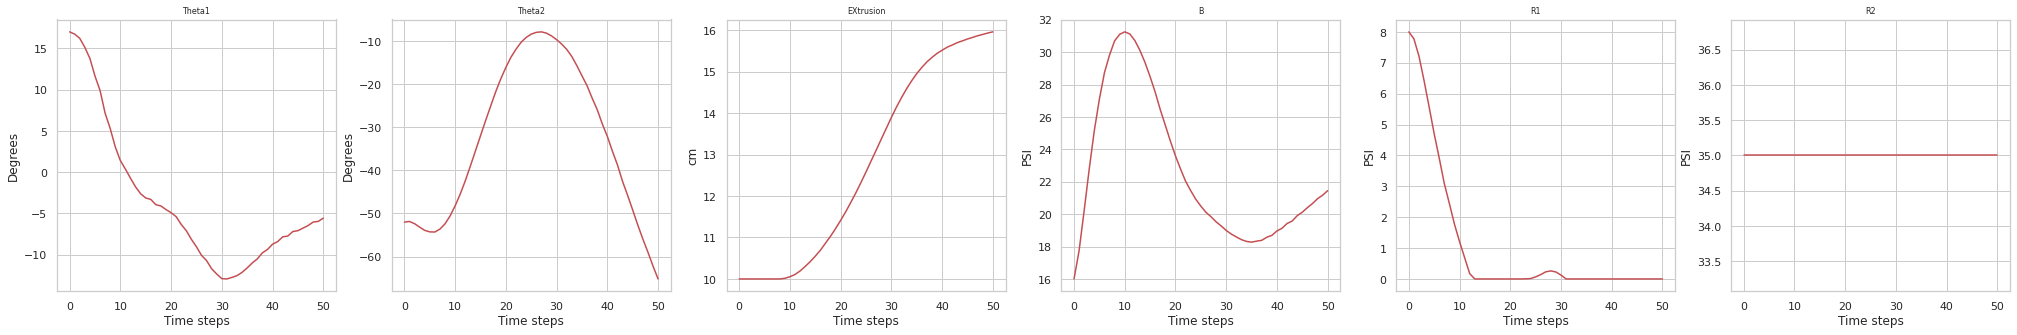 Theta1
Degrees
15
10
5
0
−5
−10
0 10 20 30 40 50
Time steps
Theta2
Degrees
−10
−20
−30
−40
−50
−60
0 10 20 30 40 50
Time steps
EXtrusion
cm
16
15
14
13
12
11
10
0 10 20 30 40 50
Time steps
B
PSI
32
30
28
26
24
22
20
18
16
0 10 20 30 40 50
Time steps
R1
PSI
8
7
6
5
4
3
2
1
0
0 10 20 30 40 50
Time steps
R2
PSI
36.5
36.0
35.5
35.0
34.5
34.0
33.5
0 10 20 30 40 50
Time steps